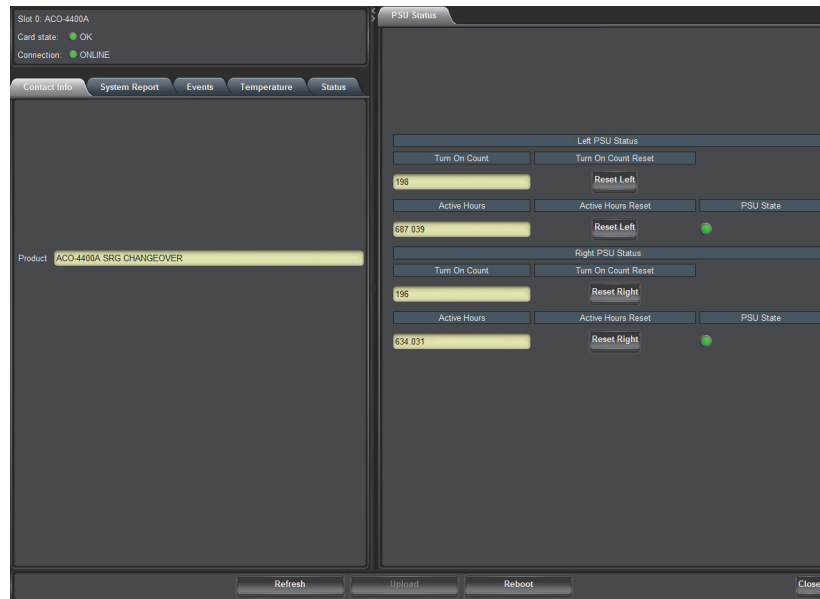 Slot 0: ACO-4400A
Card state: OK
Connection: ONLINE
Contact Info System Report Events Temperature Status
Product ACO-4400A SRG CHANGEOVER
PSU Status
Left PSU Status
Turn On Count Turn On Count Reset
198 Reset Left
Active Hours Active Hours Reset PSU State
687.039 Reset Left
Right PSU Status
Turn On Count Turn On Count Reset
196 Reset Right
Active Hours Active Hours Reset PSU State
634.031 Reset Right
Refresh Upload Reboot Close